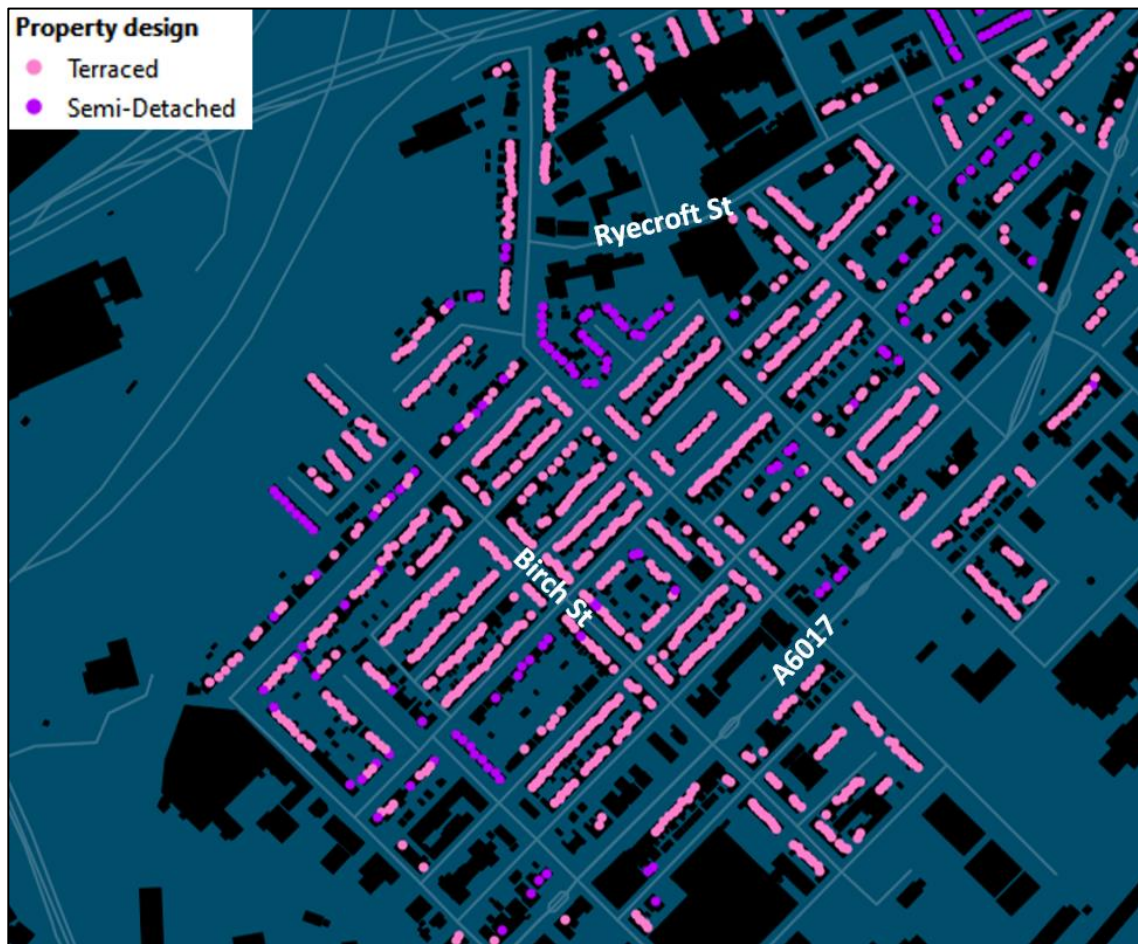 Property design
Terraced
Semi-Detached
Ryecroft St
Birch St
A6017